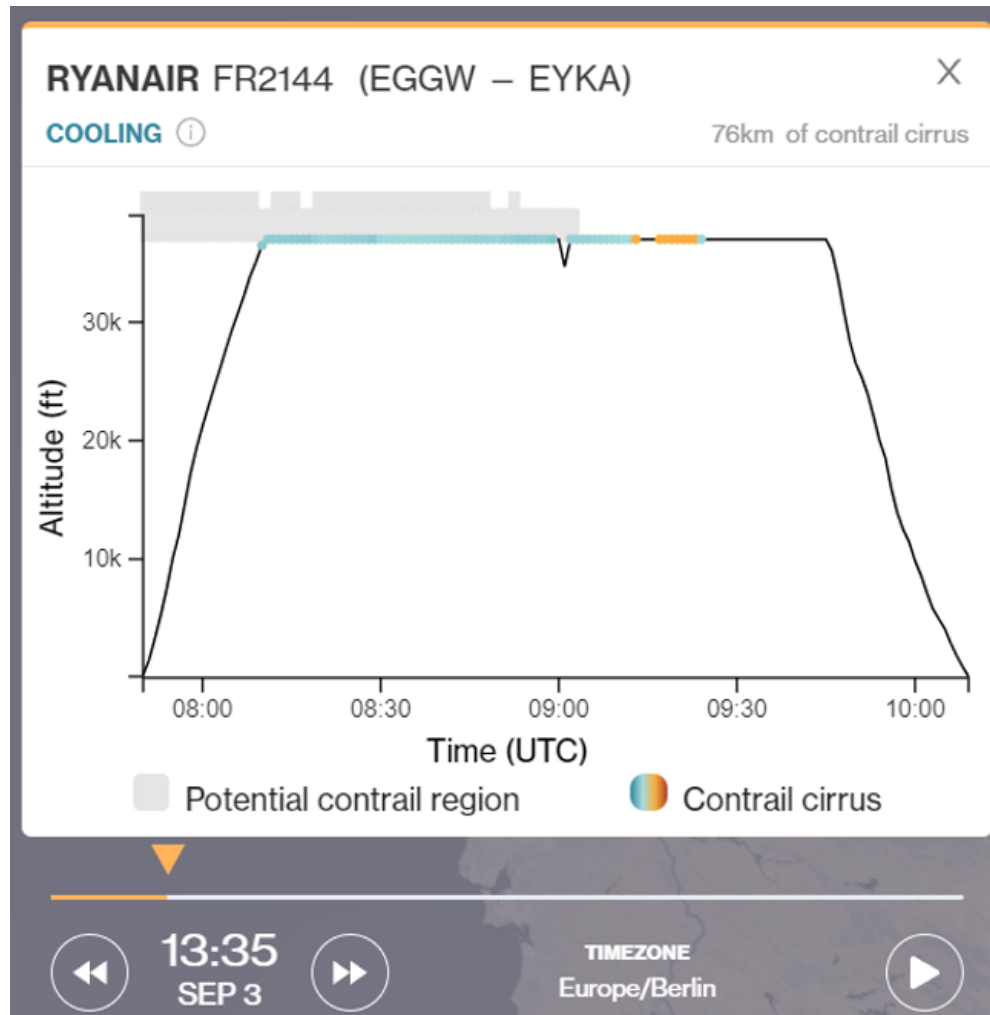 RYANAIR FR2144 (EGGW – EYKA)
COOLING
76km of contrail cirrus
Altitude (ft)
30k
20k
10k
08:00 08:30 09:00 09:30 10:00
Time (UTC)
Potential contrail region
Contrail cirrus
13:35
SEP 3
TIMEZONE
Europe/Berlin